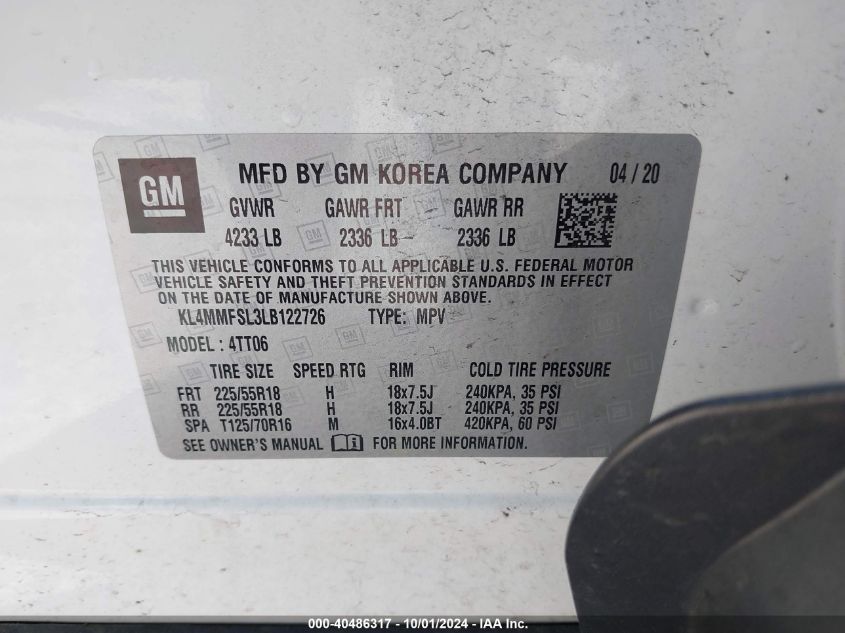 GM MFD BY GM KOREA COMPANY 04 / 20
GVWR GAWR FRT GAWR RR
4233 LB 2336 LB 2336 LB
THIS VEHICLE CONFORMS TO ALL APPLICABLE U.S. FEDERAL MOTOR
VEHICLE SAFETY AND THEFT PREVENTION STANDARDS IN EFFECT
ON THE DATE OF MANUFACTURE SHOWN ABOVE.
KL4MMFSL3LB122726 TYPE: MPV
MODEL : 4TT06
TIRE SIZE SPEED RTG RIM COLD TIRE PRESSURE
FRT 225/55R18 H 18x7.5J 240KPA, 35 PSI
RR 225/55R18 H 18x7.5J 240KPA, 35 PSI
SPA T125/70R16 M 16x4.0BT 420KPA, 60 PSI
SEE OWNER'S MANUAL FOR MORE INFORMATION.
000-40486317 - 10/01/2024 - IAA Inc.